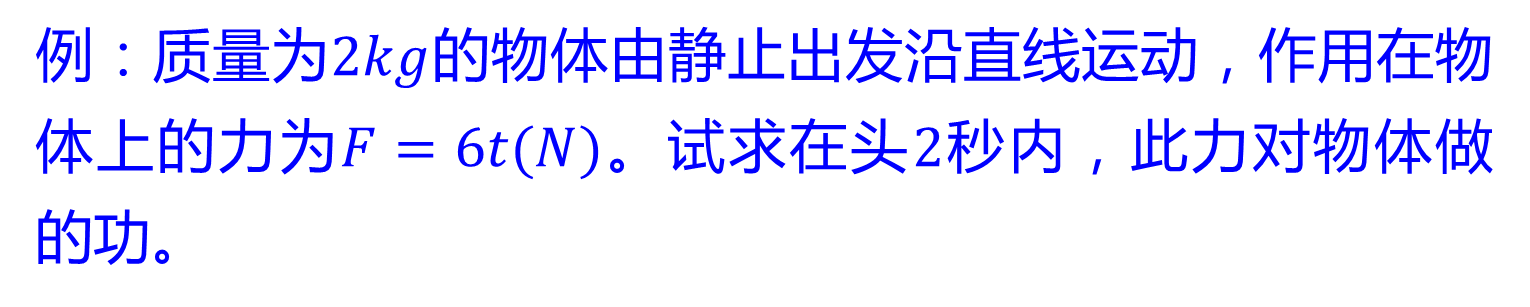 例：质量为2kg的物体由静止出发沿直线运动，作用在物
体上的力为F = 6t(N)。试求在头2秒内，此力对物体做
的功。